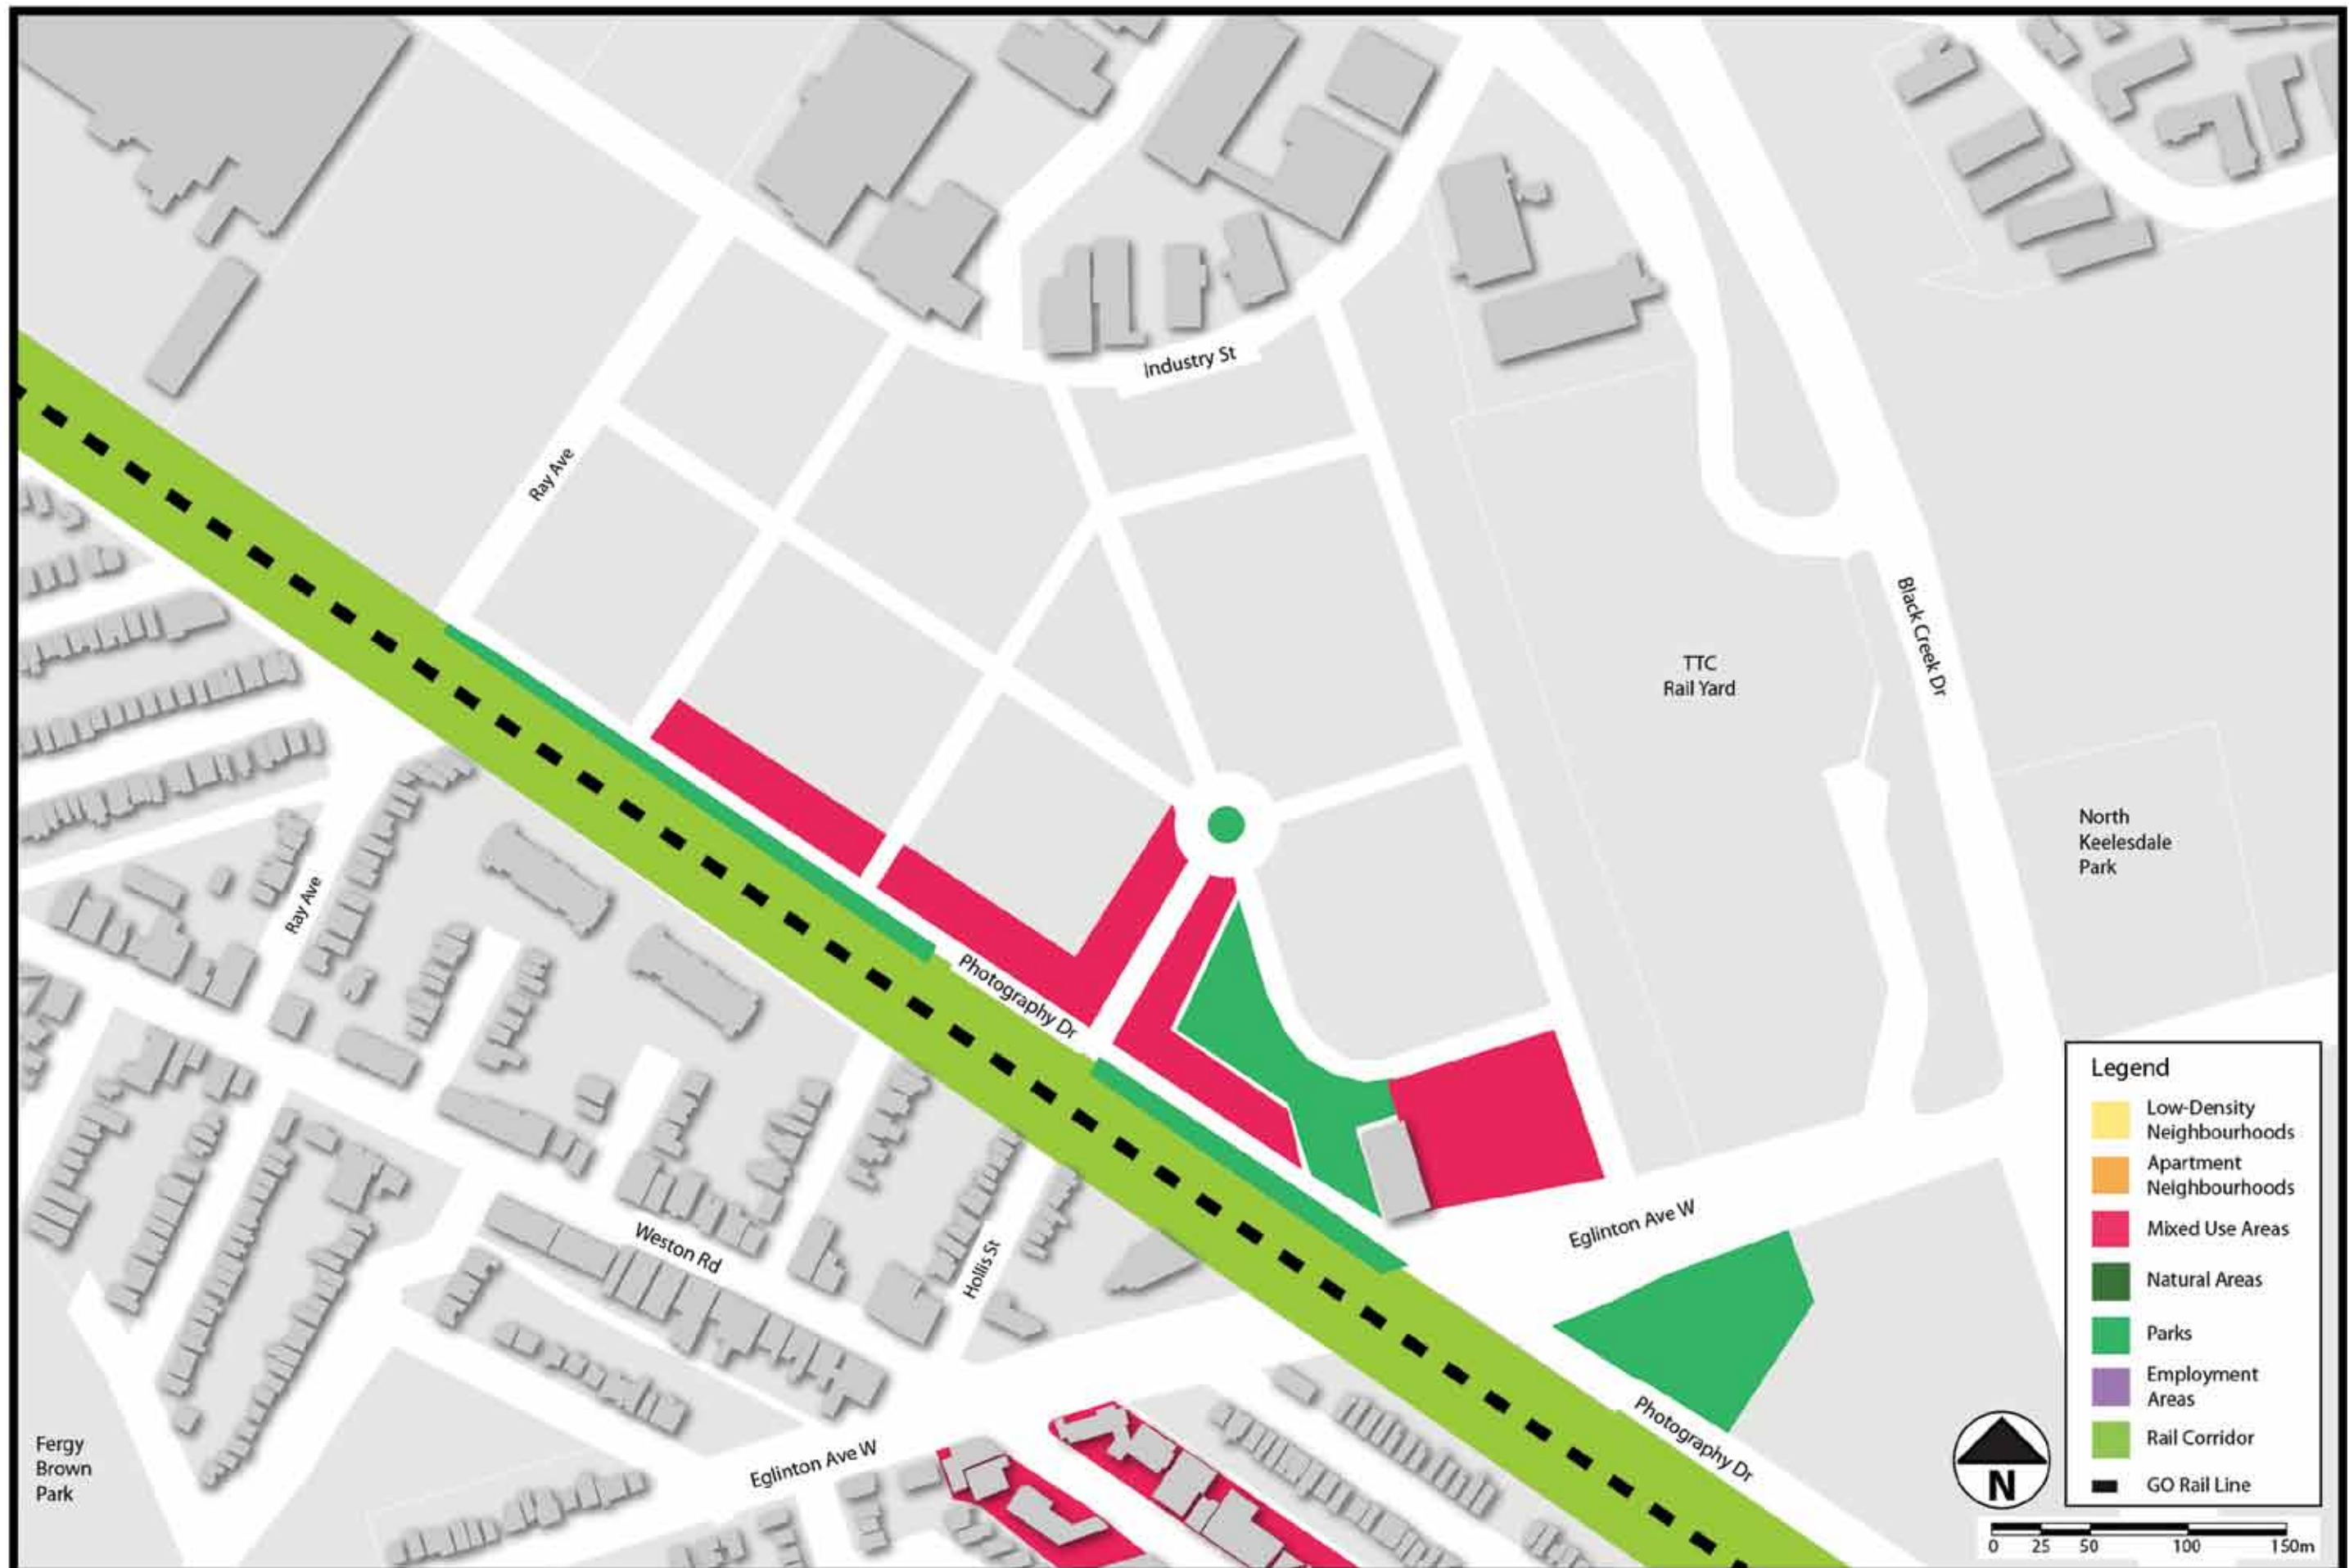 Industry St
Ray Ave
Black Creek Dr
TTC
Rail Yard
North
Keelesdale
Park
Ray Ave
Photography Dr
Weston Rd
Hollis St
Eglinton Ave W
Photography Dr
Eglinton Ave W
Fergy
Brown
Park
Legend
Low-Density
Neighbourhoods
Apartment
Neighbourhoods
Mixed Use Areas
Natural Areas
Parks
Employment
Areas
Rail Corridor
GO Rail Line
N
0 25 50 100 150m